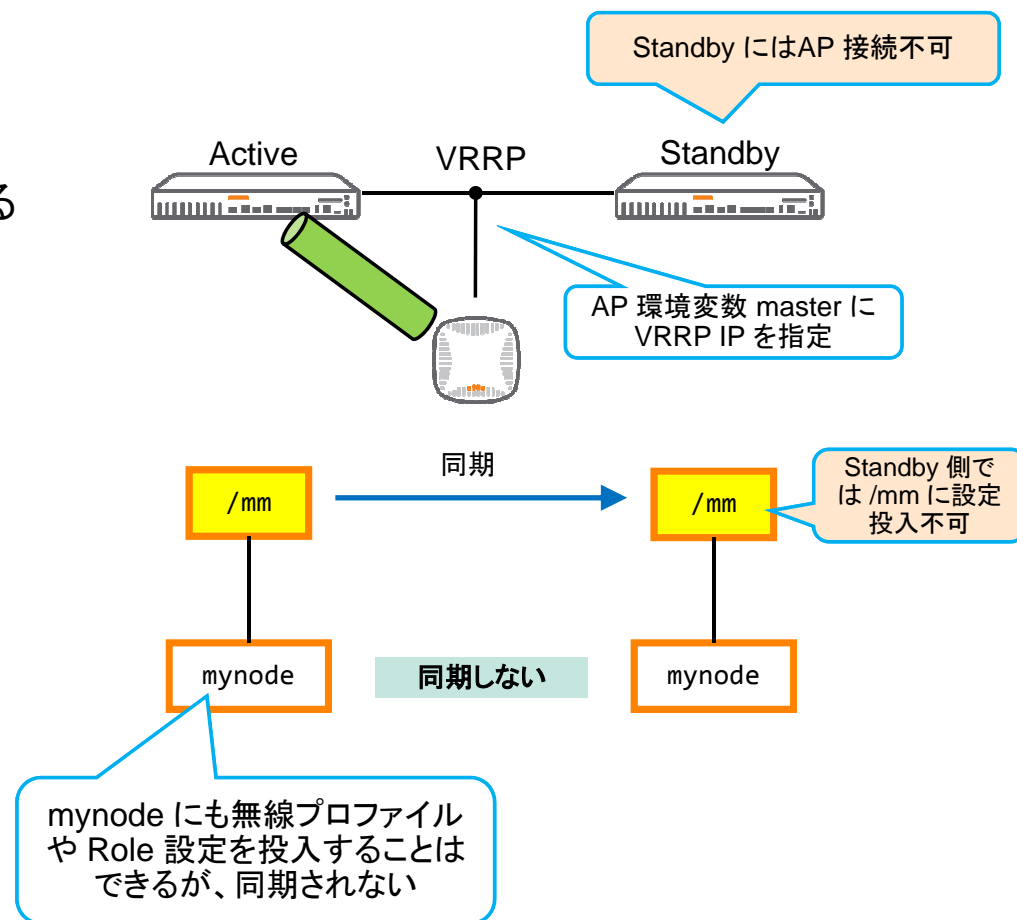 Standby にはAP 接続不可
Active
VRRP
Standby
る
AP 環境変数 master に
VRRP IP を指定
同期
/mm
/mm
Standby 側で
は /mm に設定
投入不可
mynode
同期しない
mynode
mynode にも無線プロファイル
や Role 設定を投入することは
できるが、同期されない